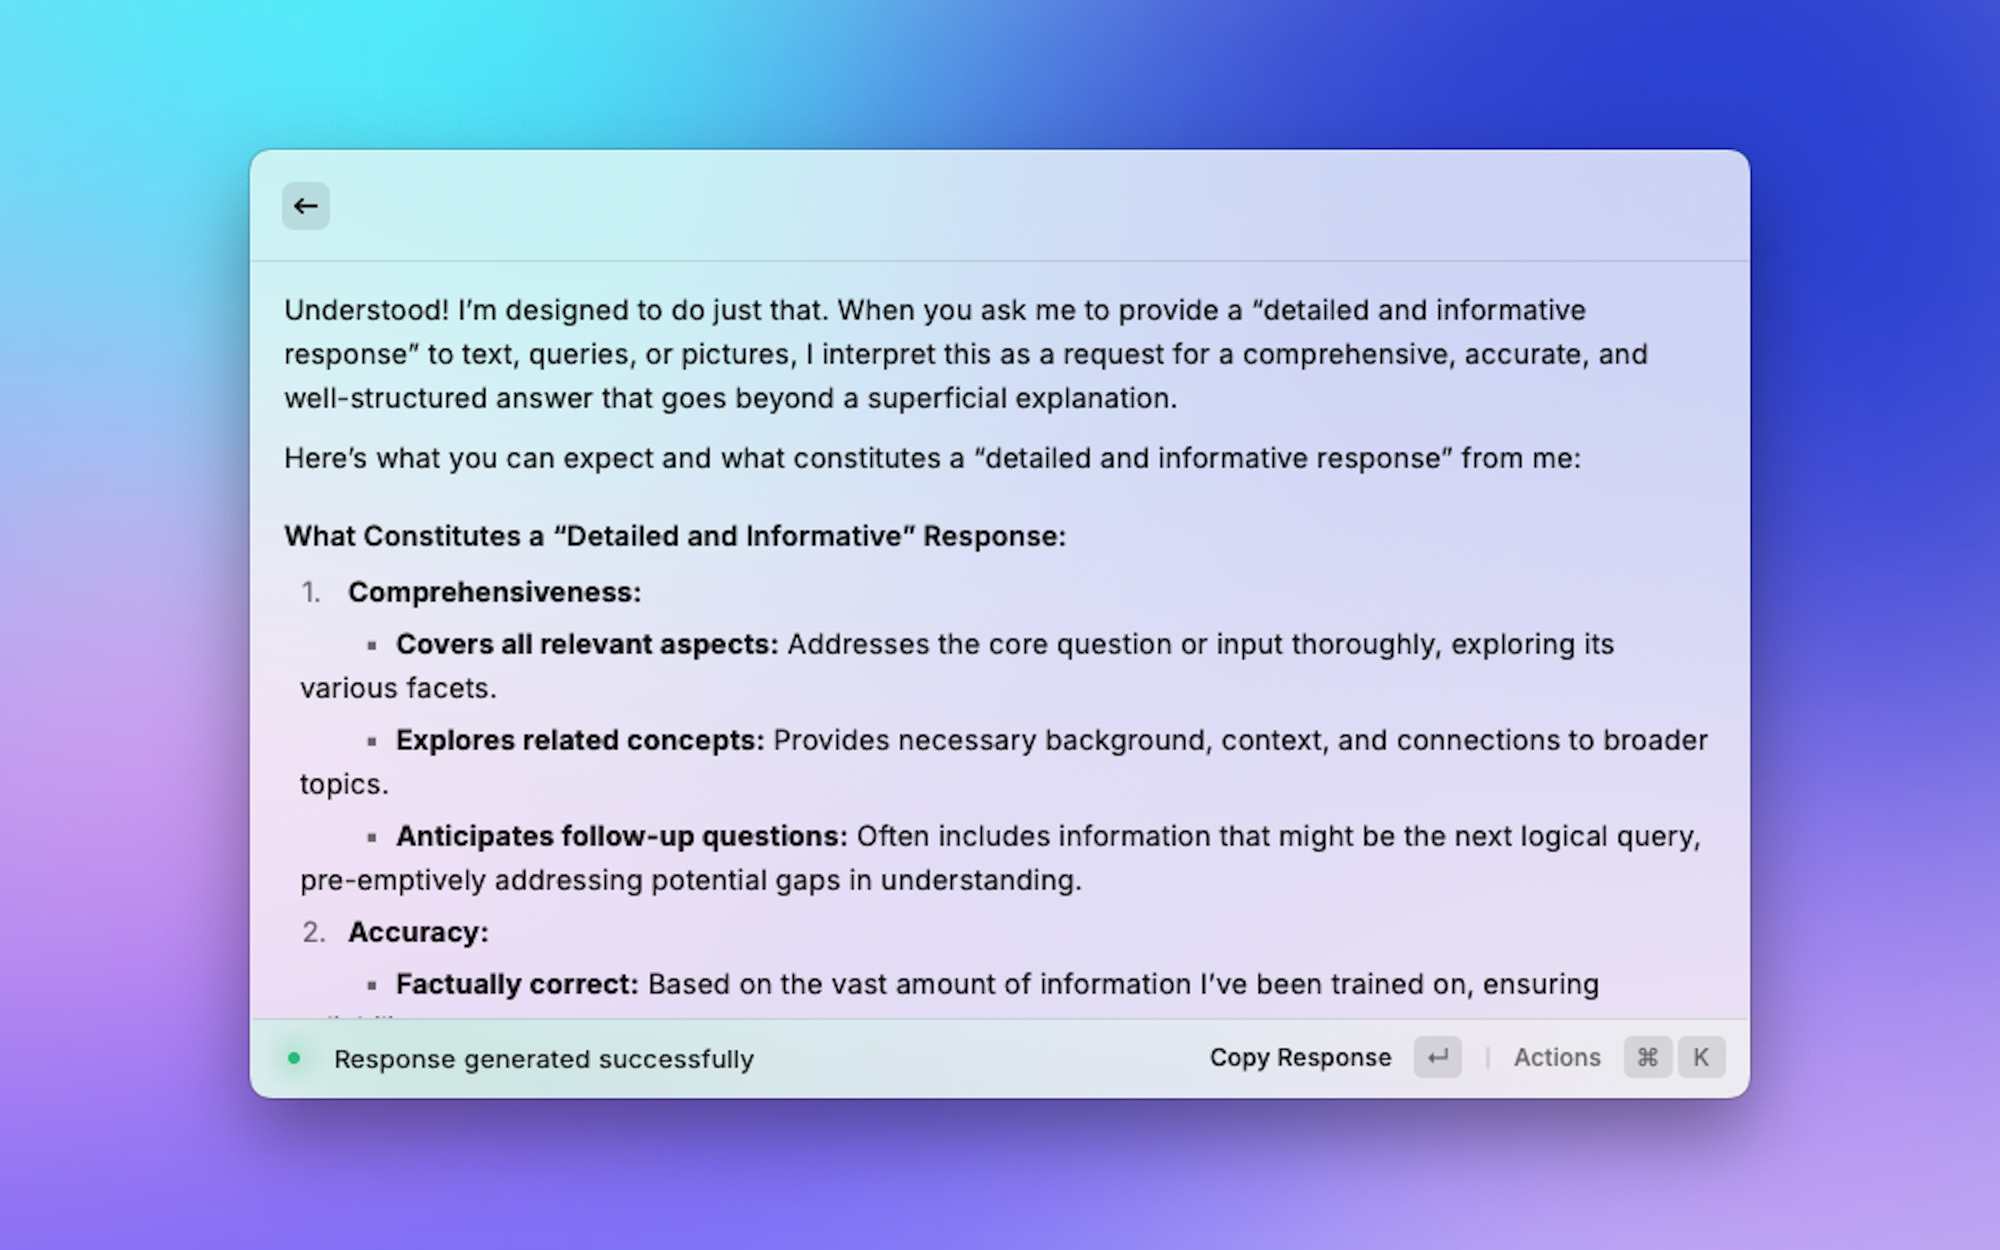 Understood! I’m designed to do just that. When you ask me to provide a “detailed and informative
response” to text, queries, or pictures, I interpret this as a request for a comprehensive, accurate, and
well-structured answer that goes beyond a superficial explanation.
Here’s what you can expect and what constitutes a “detailed and informative response” from me:
What Constitutes a “Detailed and Informative” Response:
1. Comprehensiveness:
▪ Covers all relevant aspects: Addresses the core question or input thoroughly, exploring its
various facets.
▪ Explores related concepts: Provides necessary background, context, and connections to broader
topics.
▪ Anticipates follow-up questions: Often includes information that might be the next logical query,
pre-emptively addressing potential gaps in understanding.
2. Accuracy:
▪ Factually correct: Based on the vast amount of information I’ve been trained on, ensuring
Response generated successfully
Copy Response ↵ | Actions ⌘ K